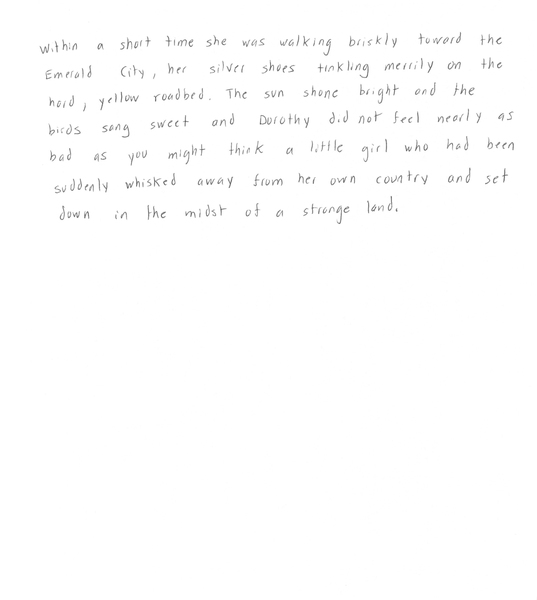 Within a short time she was walking briskly toward the
Emerald City, her silver shoes tinkling merrily on the
hard, yellow roadbed. The sun shone bright and the
birds sang sweet and Dorothy did not feel nearly as
bad as you might think a little girl who had been
suddenly whisked away from her own country and set
down in the midst of a strange land.